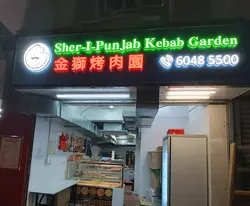 Sher-I-Punjab Kebab Garden
金獅烤肉園 6048 5500